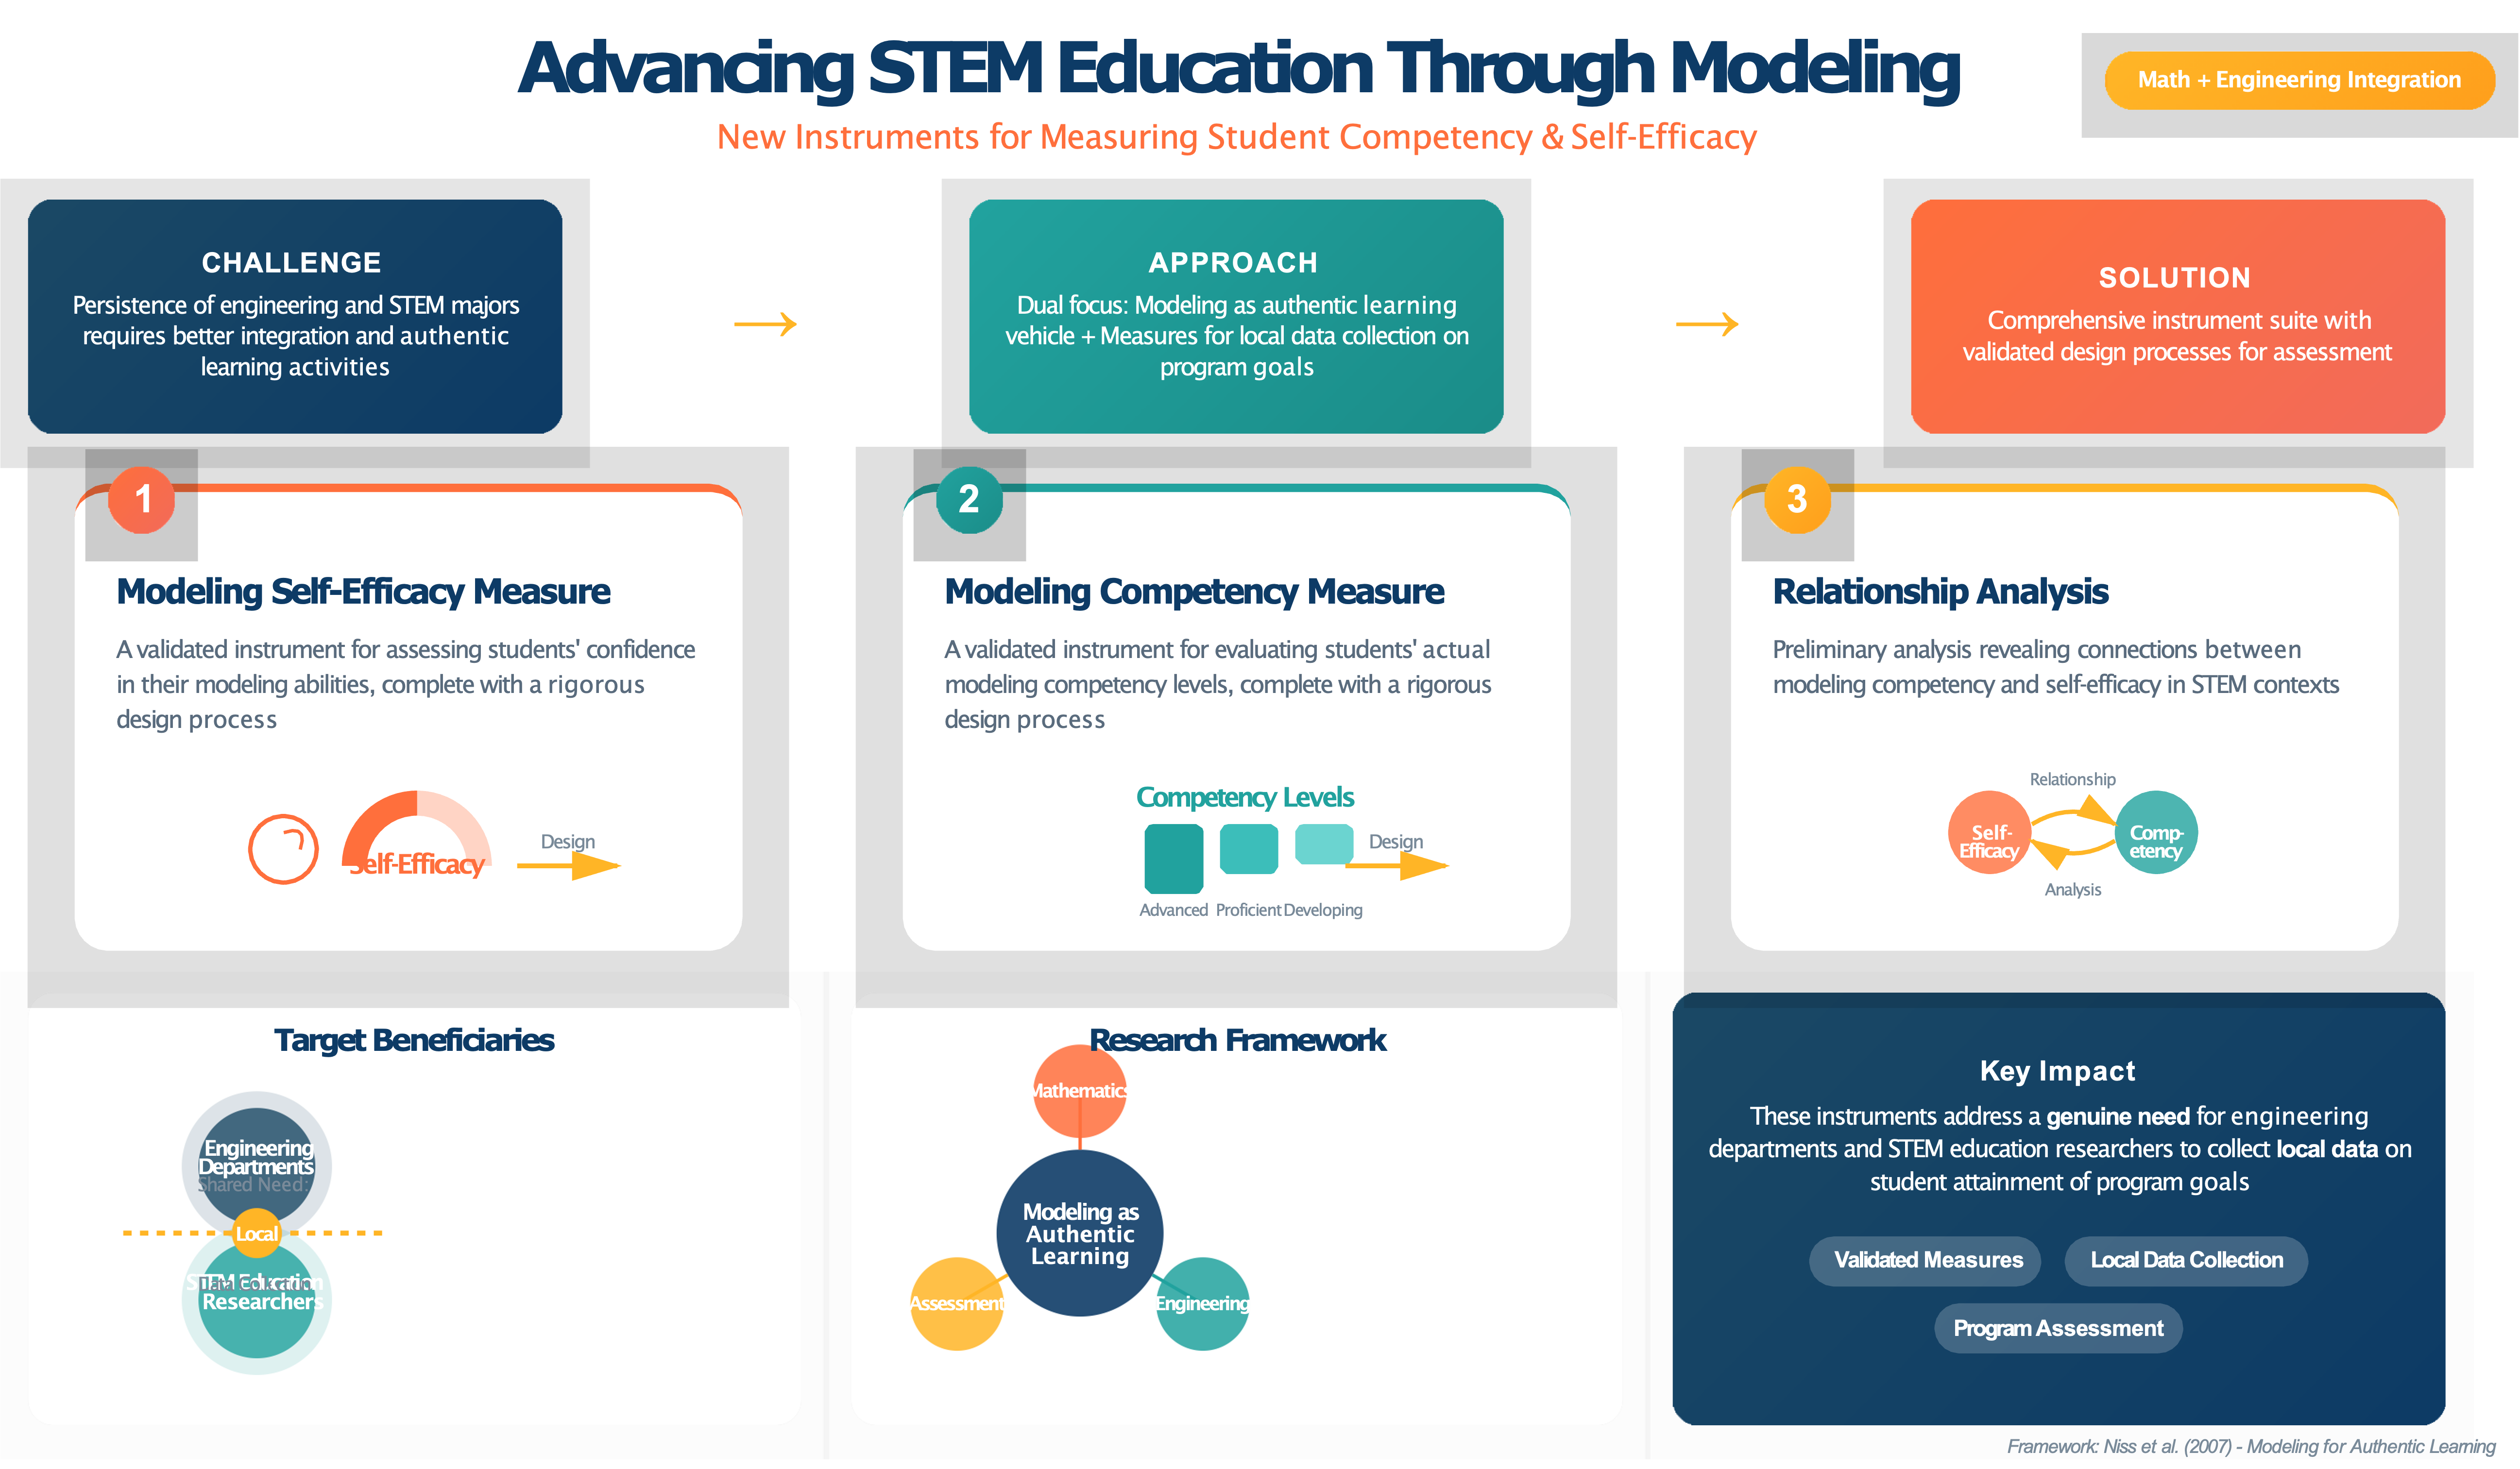 Advancing STEM Education Through Modeling
Math + Engineering Integration
New Instruments for Measuring Student Competency & Self-Efficacy
CHALLENGE
Persistence of engineering and STEM majors
requires better integration and authentic
learning activities
→
APPROACH
Dual focus: Modeling as authentic learning
vehicle + Measures for local data collection on
program goals
→
SOLUTION
Comprehensive instrument suite with
validated design processes for assessment
1
Modeling Self-Efficacy Measure
A validated instrument for assessing students' confidence
in their modeling abilities, complete with a rigorous
design process
Self-Efficacy
Design
2
Modeling Competency Measure
A validated instrument for evaluating students' actual
modeling competency levels, complete with a rigorous
design process
Competency Levels
Design
Advanced Proficient Developing
3
Relationship Analysis
Preliminary analysis revealing connections between
modeling competency and self-efficacy in STEM contexts
Relationship
Self-
Efficacy
Comp-
etency
Analysis
Target Beneficiaries
Engineering
Departments
Shared Need:
Local
STEM Education
Data Collection
Researchers
Research Framework
Mathematics
Modeling as
Authentic
Learning
Assessment
Engineering
Key Impact
These instruments address a genuine need for engineering
departments and STEM education researchers to collect local data on
student attainment of program goals
Validated Measures
Local Data Collection
Program Assessment
Framework: Niss et al. (2007) - Modeling for Authentic Learning